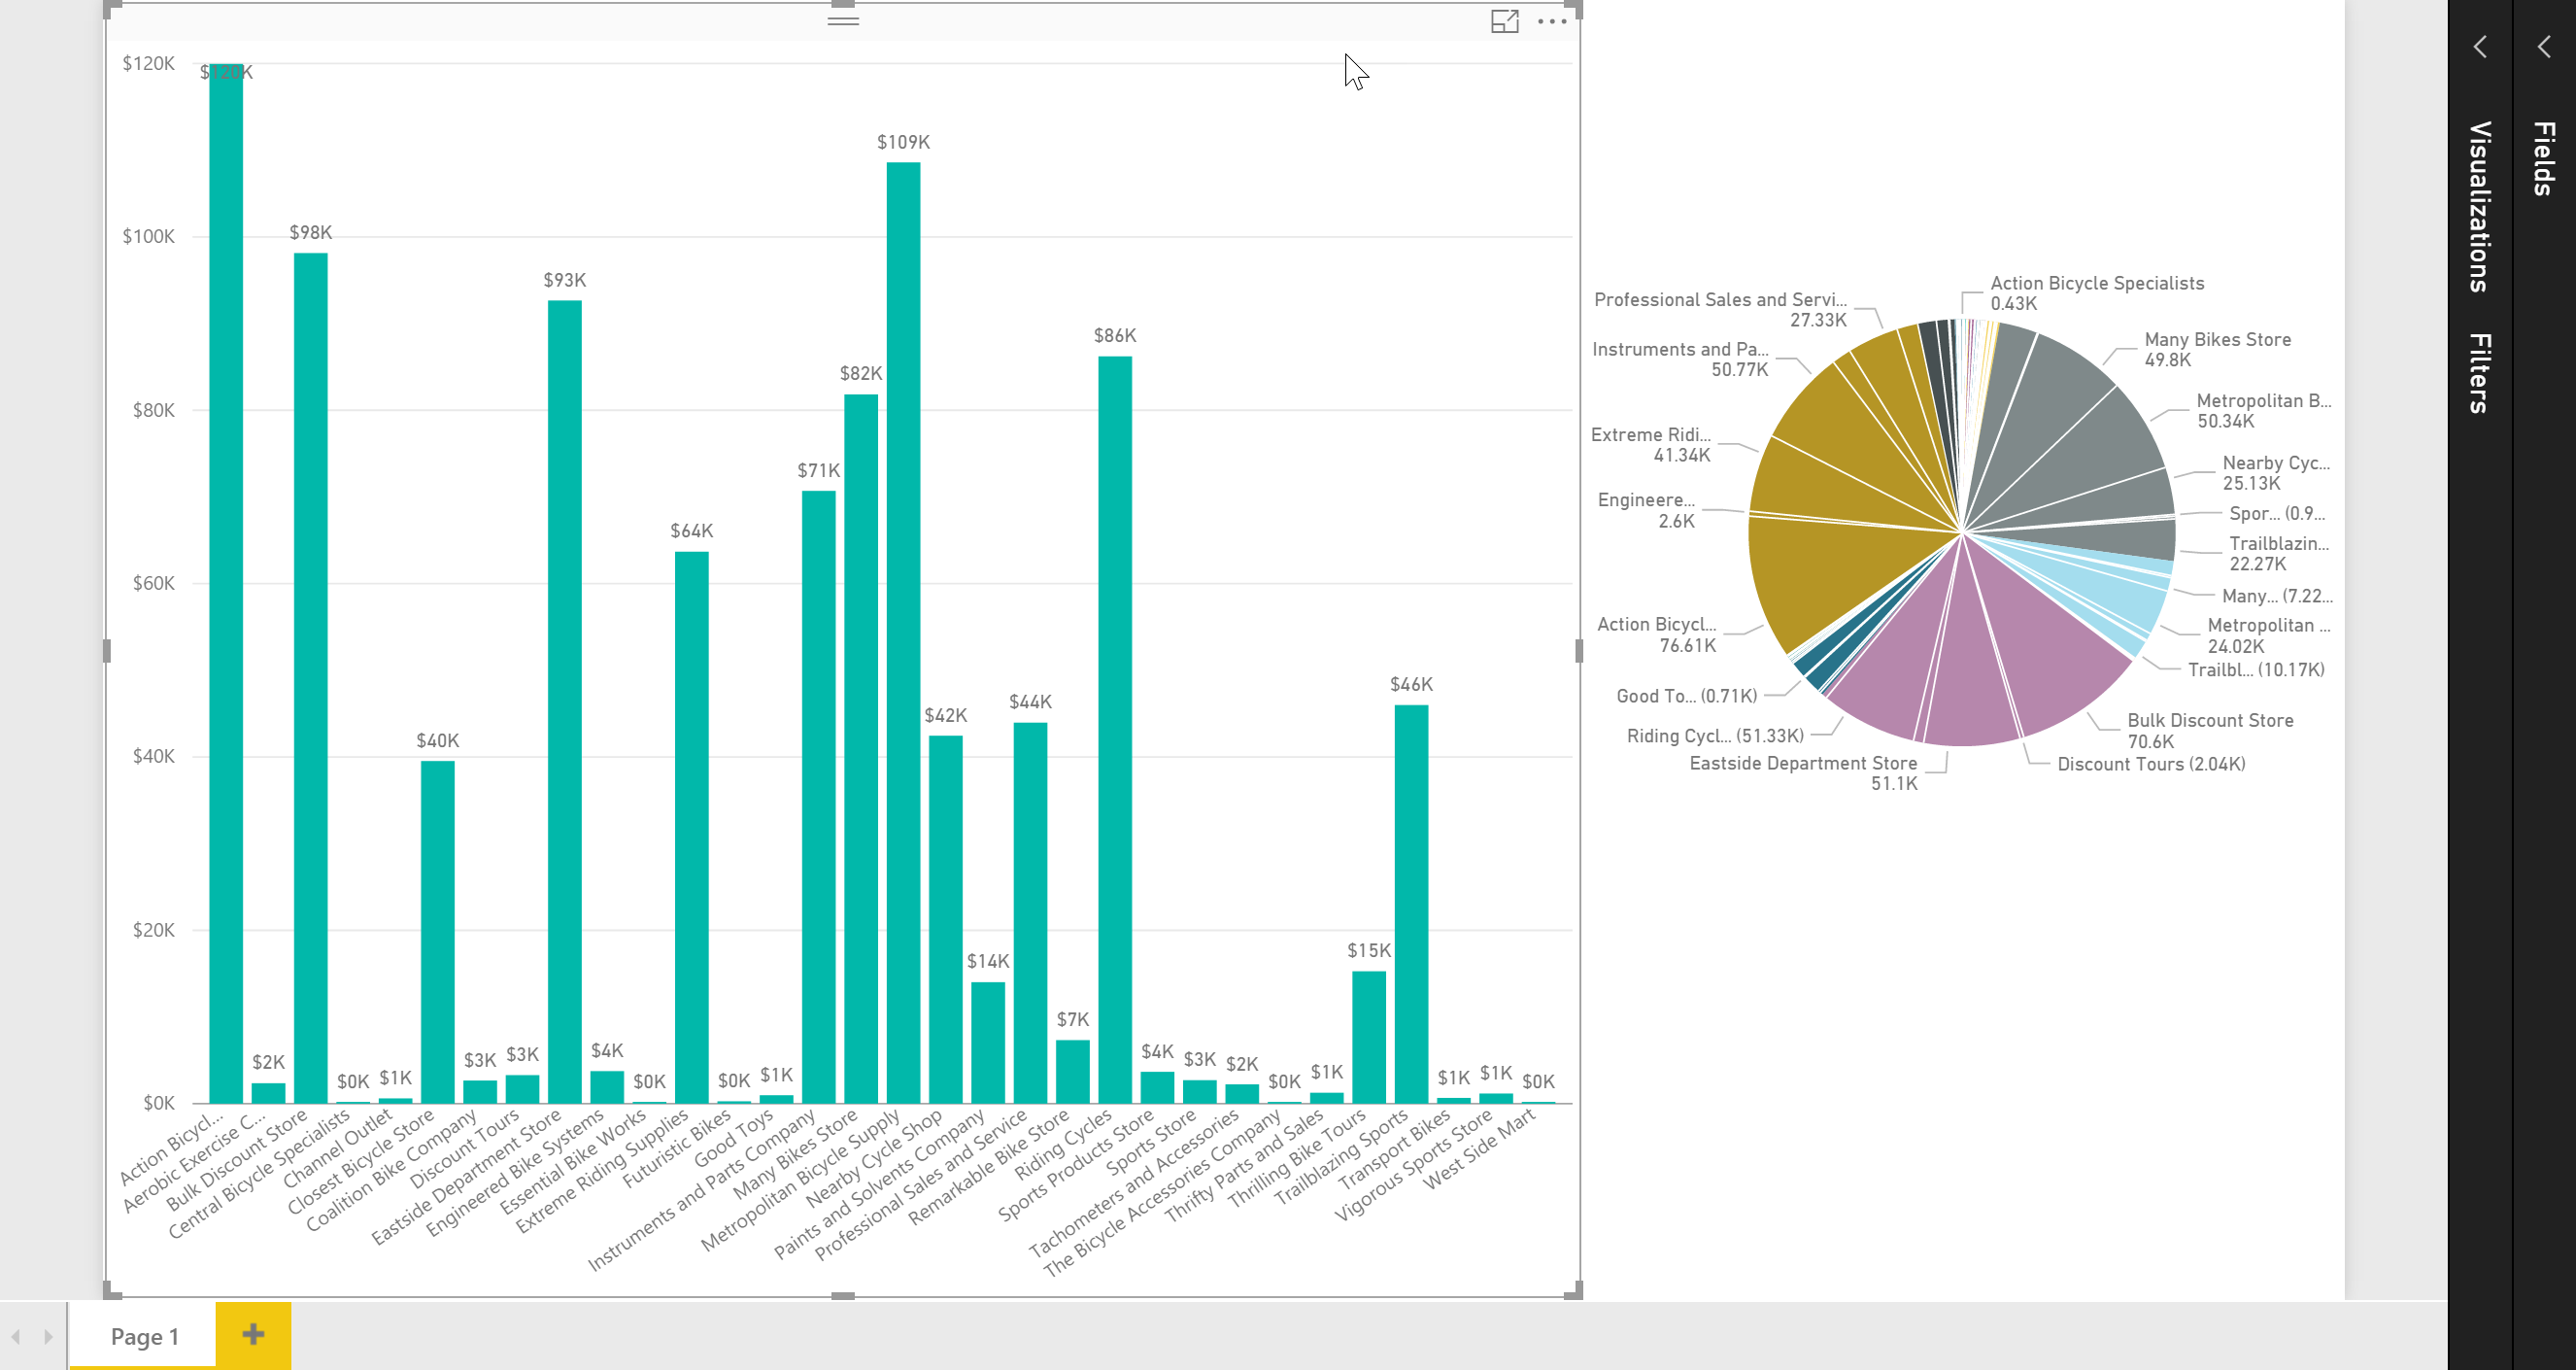 $120K
$100K
$80K
$60K
$40K
$20K
$0K
$120K
$2K
$98K
$0K
$1K
$40K
$3K
$3K
$93K
$4K
$0K
$64K
$0K
$1K
$71K
$82K
$109K
$42K
$14K
$44K
$7K
$86K
$4K
$3K
$2K
$0K
$1K
$15K
$46K
$1K
$1K
$0K
Action Bicycl...
Aerobic Exercise C...
Bulk Discount Store
Central Bicycle Specialists
Channel Outlet
Closest Bicycle Store
Coalition Bike Company
Discount Tours
Eastside Department Store
Engineered Bike Systems
Essential Bike Works
Extreme Riding Supplies
Futuristic Bikes
Good Toys
Instruments and Parts Company
Many Bikes Store
Metropolitan Bicycle Supply
Nearby Cycle Shop
Paints and Solvents Company
Professional Sales and Service
Remarkable Bike Store
Riding Cycles
Sports Products Store
Sports Store
Tachometers and Accessories
The Bicycle Accessories Company
Thrifty Parts and Sales
Thrilling Bike Tours
Trailblazing Sports
Transport Bikes
Vigorous Sports Store
West Side Mart
Action Bicycle Specialists
0.43K
Many Bikes Store
49.8K
Metropolitan B...
50.34K
Nearby Cyc...
25.13K
Spor... (0.9...
Trailblazin...
22.27K
Many... (7.22...
Metropolitan ...
24.02K
Trailbl... (10.17K)
Bulk Discount Store
70.6K
Discount Tours (2.04K)
Eastside Department Store
51.1K
Riding Cycl... (51.33K)
Good To... (0.71K)
Action Bicycl...
76.61K
Engineere...
2.6K
Extreme Ridi...
41.34K
Instruments and Pa...
50.77K
Professional Sales and Servi...
27.33K
Visualizations
Filters
Fields
Page 1